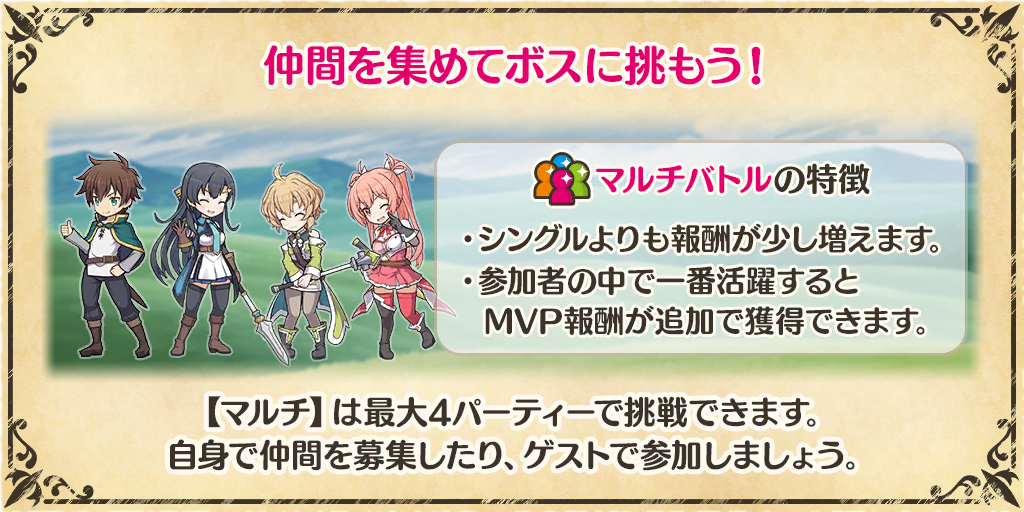 仲間を集めてボスに挑もう！
マルチバトルの特徴
・シングルよりも報酬が少し増えます。
・参加者の中で一番活躍すると
MVP報酬が追加で獲得できます。
【マルチ】は最大4パーティーで挑戦できます。
自身で仲間を募集したり、ゲストで参加しましょう。